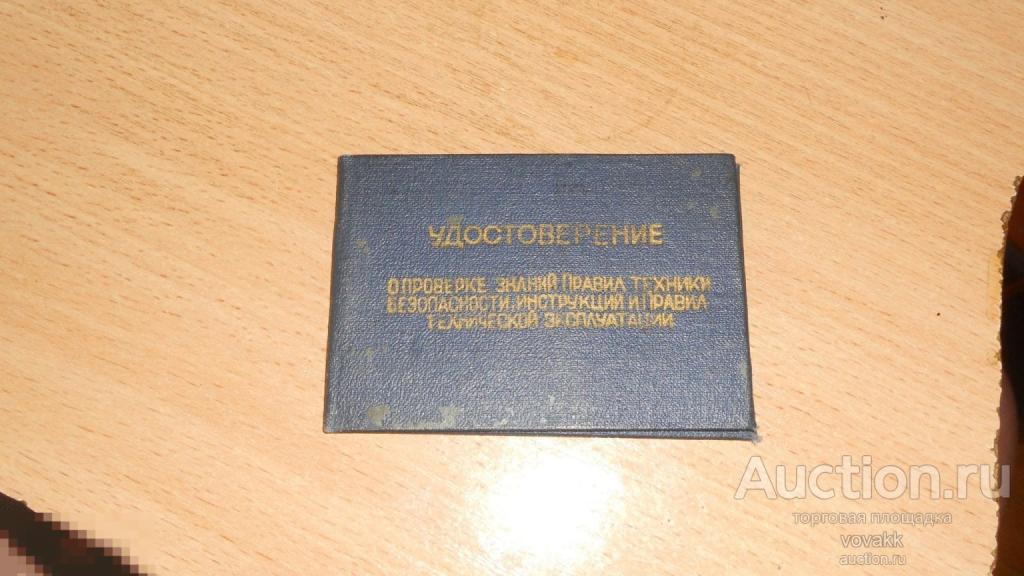 УДОСТОВЕРЕНИЕ
О ПРОВЕРКЕ ЗНАНИЙ ПРАВИЛ ТЕХНИКИ
БЕЗОПАСНОСТИ, ИНСТРУКЦИЙ И ПРАВИЛ
ТЕХНИЧЕСКОЙ ЭКСПЛУАТАЦИИ
Auction.ru
торговая площадка
vovakk
auction.ru